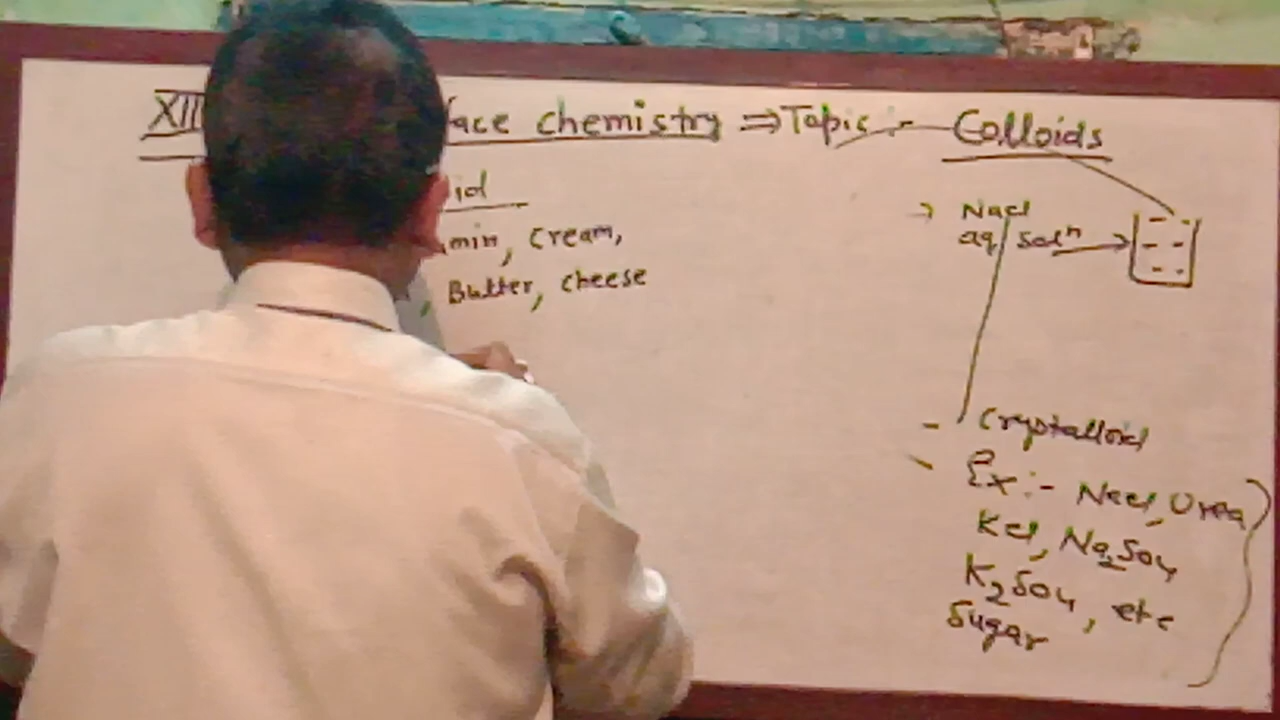 XII face chemistry ⇒ Topic :- Colloids
id
min, Cream,
Butter, cheese
→ Nacl
aq soln →
- Crystalloid
Ex :- Nacl, Urea
Kcl, Na2SO4
K2SO4, etc
Sugar